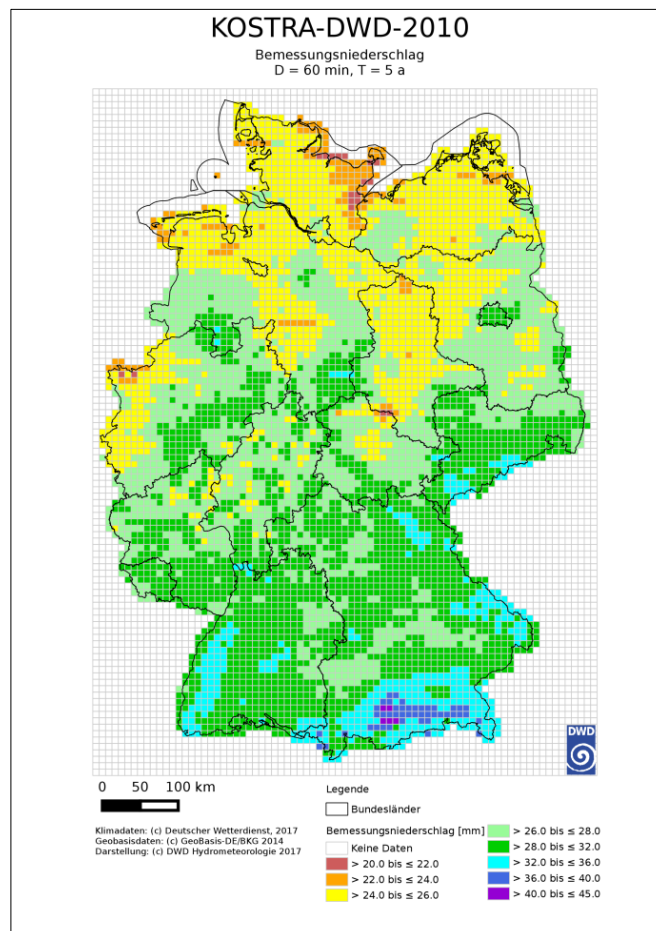 KOSTRA-DWD-2010
Bemessungsniederschlag
D = 60 min, T = 5 a
DWD
0 50 100 km
Klimadaten: (c) Deutscher Wetterdienst, 2017
Geobasisdaten: (c) GeoBasis-DE/BKG 2014
Darstellung: (c) DWD Hydrometeorologie 2017
Legende
Bundesländer
Bemessungsniederschlag [mm]
Keine Daten
> 20.0 bis ≤ 22.0
> 22.0 bis ≤ 24.0
> 24.0 bis ≤ 26.0
> 26.0 bis ≤ 28.0
> 28.0 bis ≤ 32.0
> 32.0 bis ≤ 36.0
> 36.0 bis ≤ 40.0
> 40.0 bis ≤ 45.0